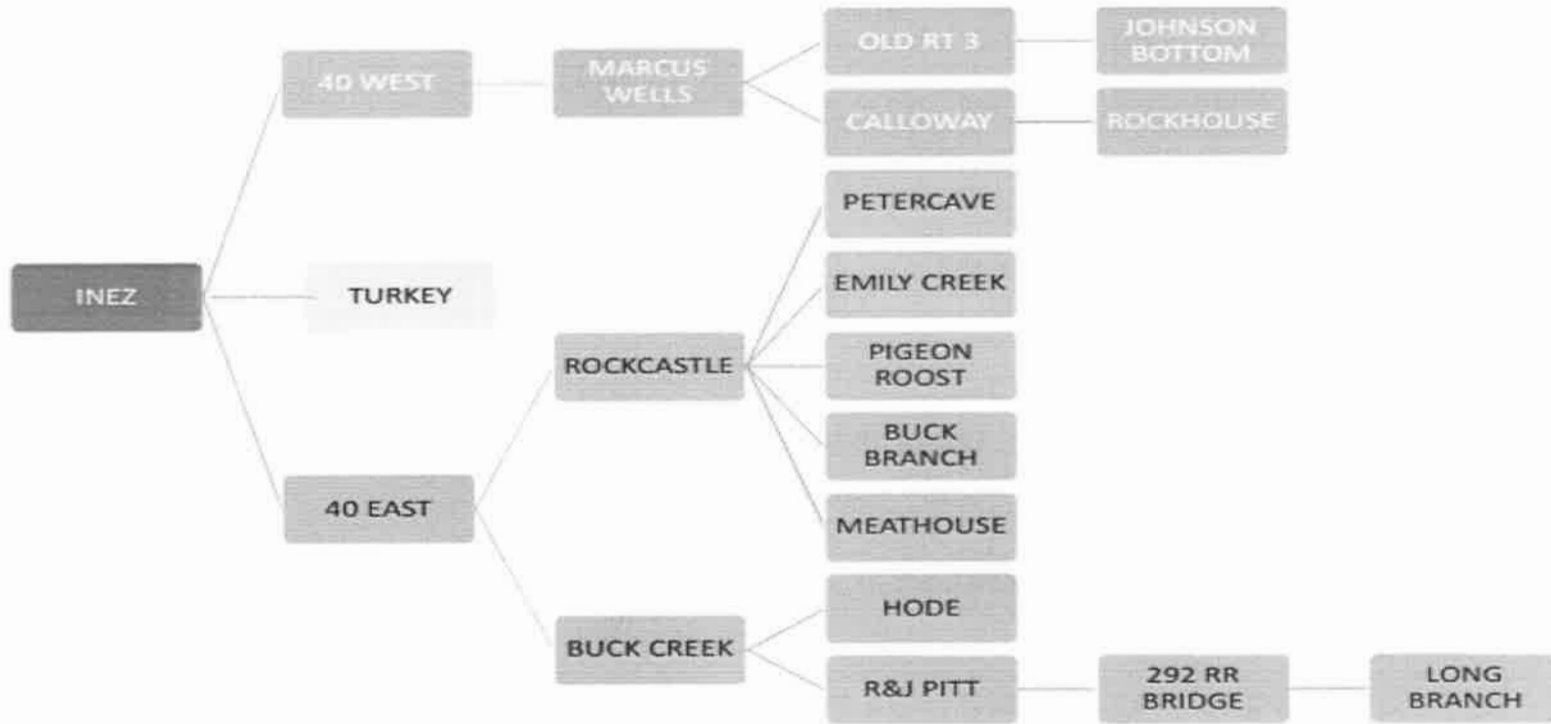 OLD RT 3
JOHNSON
BOTTOM
40 WEST
MARCUS
WELLS
CALLOWAY
ROCKHOUSE
PETERCAVE
INEZ
TURKEY
EMILY CREEK
ROCKCASTLE
PIGEON
ROOST
BUCK
BRANCH
40 EAST
MEATHOUSE
HODE
BUCK CREEK
R&J PITT
292 RR
BRIDGE
LONG
BRANCH